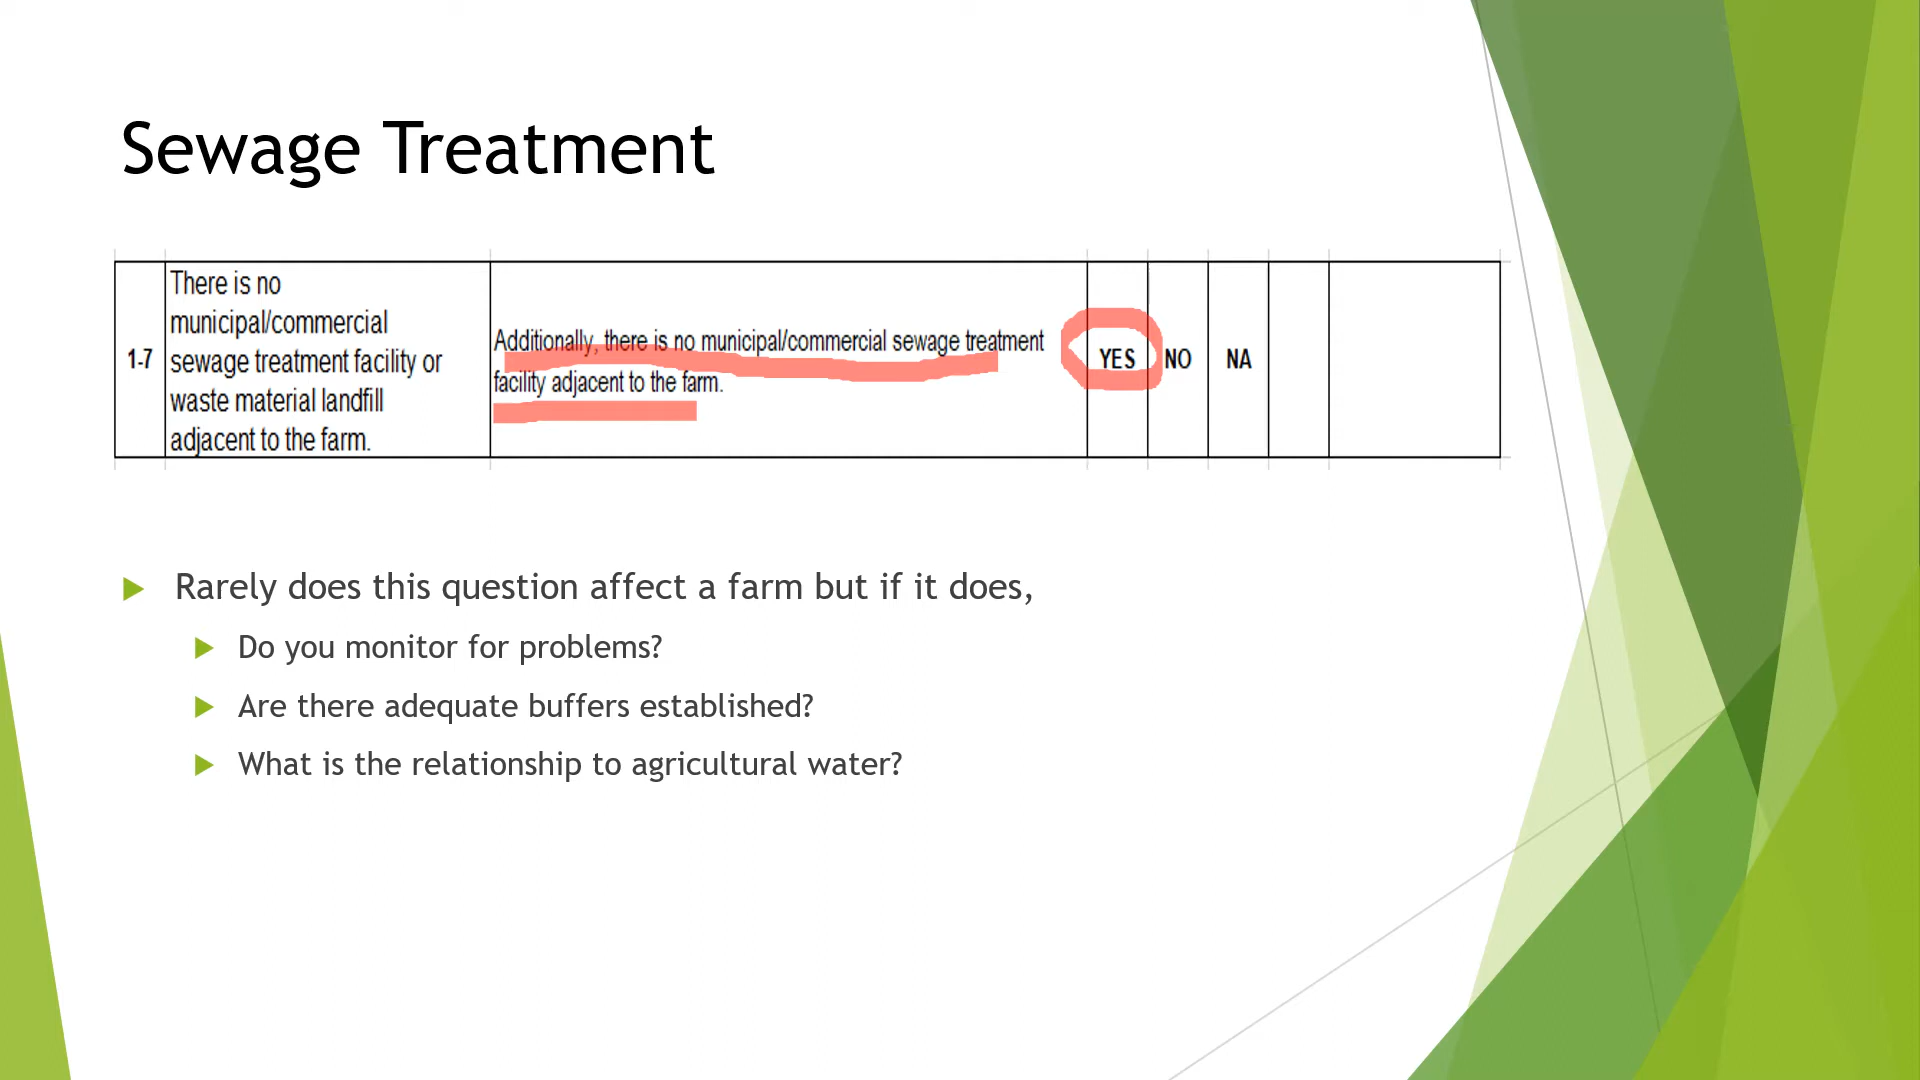 Sewage Treatment
1-7
There is no
municipal/commercial
sewage treatment facility or
waste material landfill
adjacent to the farm.
Additionally, there is no municipal/commercial sewage treatment
facility adjacent to the farm.
YES
NO
NA
Rarely does this question affect a farm but if it does,
Do you monitor for problems?
Are there adequate buffers established?
What is the relationship to agricultural water?